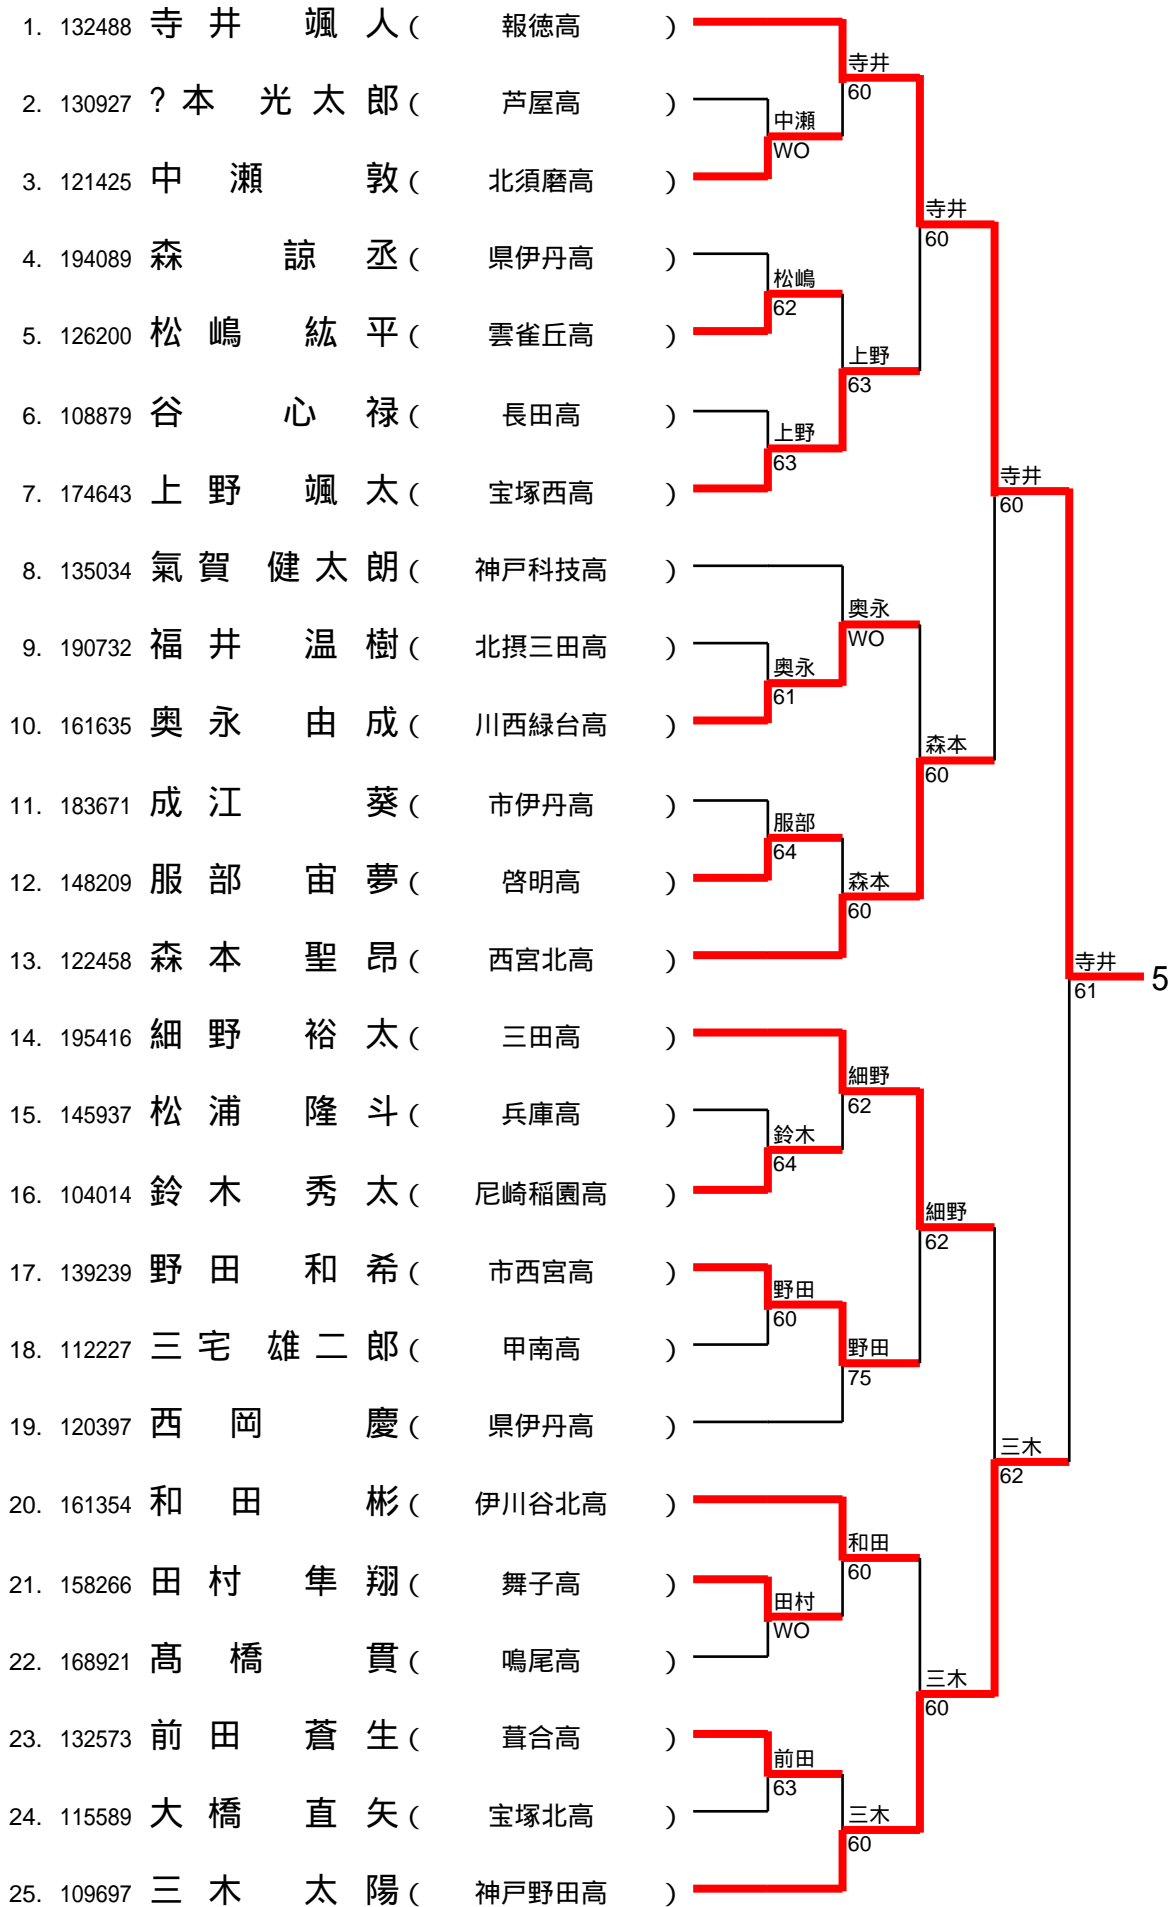 1. 132488 寺井 颯人 ( 報徳高 )
寺井
60
2. 130927 ?本 光太郎 ( 芦屋高 )
中瀬
WO
3. 121425 中瀬 敦 ( 北須磨高 )
寺井
60
4. 194089 森 諒丞 ( 県伊丹高 )
松嶋
62
5. 126200 松嶋 紘平 ( 雲雀丘高 )
上野
63
6. 108879 谷 心禄 ( 長田高 )
上野
63
7. 174643 上野 颯太 ( 宝塚西高 )
寺井
60
8. 135034 氣賀 健太朗 ( 神戸科技高 )
奥永
WO
9. 190732 福井 温樹 ( 北摂三田高 )
奥永
61
10. 161635 奥永 由成 ( 川西緑台高 )
森本
60
11. 183671 成江 葵 ( 市伊丹高 )
服部
64
12. 148209 服部 宙夢 ( 啓明高 )
森本
60
13. 122458 森本 聖昂 ( 西宮北高 )
寺井
61
5
14. 195416 細野 裕太 ( 三田高 )
細野
62
15. 145937 松浦 隆斗 ( 兵庫高 )
鈴木
64
16. 104014 鈴木 秀太 ( 尼崎稲園高 )
細野
62
17. 139239 野田 和希 ( 市西宮高 )
野田
60
18. 112227 三宅 雄二郎 ( 甲南高 )
野田
75
19. 120397 西岡 慶 ( 県伊丹高 )
三木
62
20. 161354 和田 彬 ( 伊川谷北高 )
和田
60
21. 158266 田村 隼翔 ( 舞子高 )
田村
WO
22. 168921 髙橋 貫 ( 鳴尾高 )
三木
60
23. 132573 前田 蒼生 ( 葺合高 )
前田
63
24. 115589 大橋 直矢 ( 宝塚北高 )
三木
60
25. 109697 三木 太陽 ( 神戸野田高 )